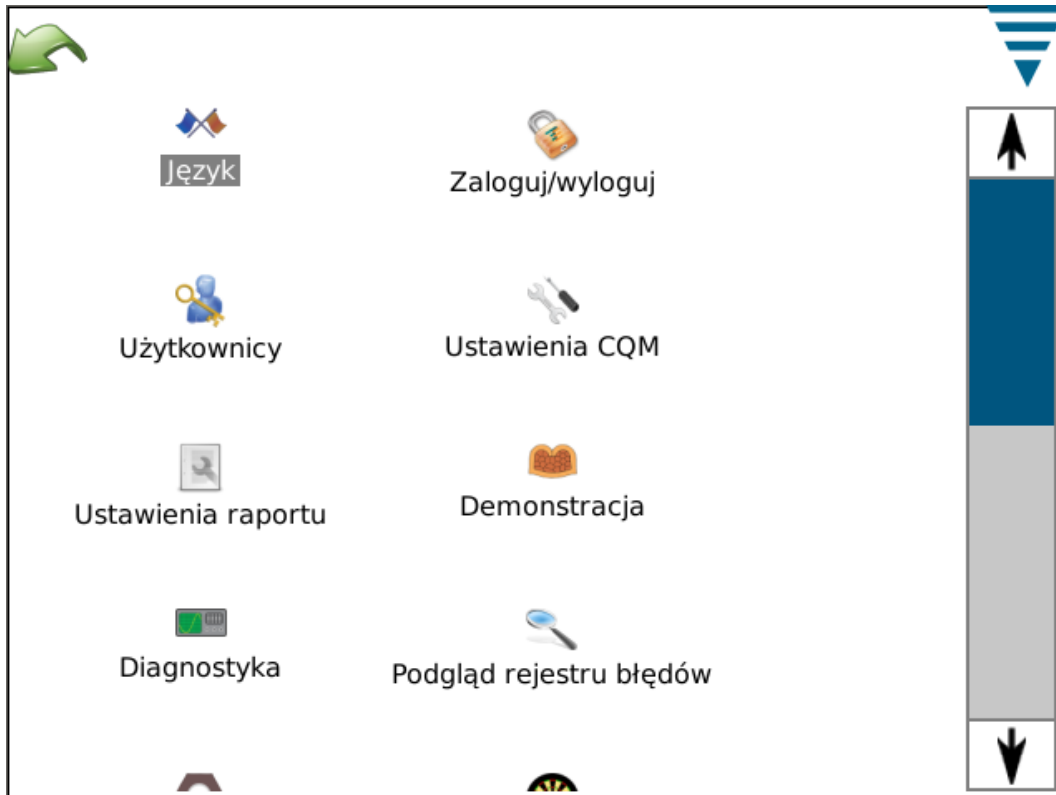 Język
Zaloguj/wyloguj
Użytkownicy
Ustawienia CQM
Ustawienia raportu
Demonstracja
Diagnostyka
Podgląd rejestru błędów